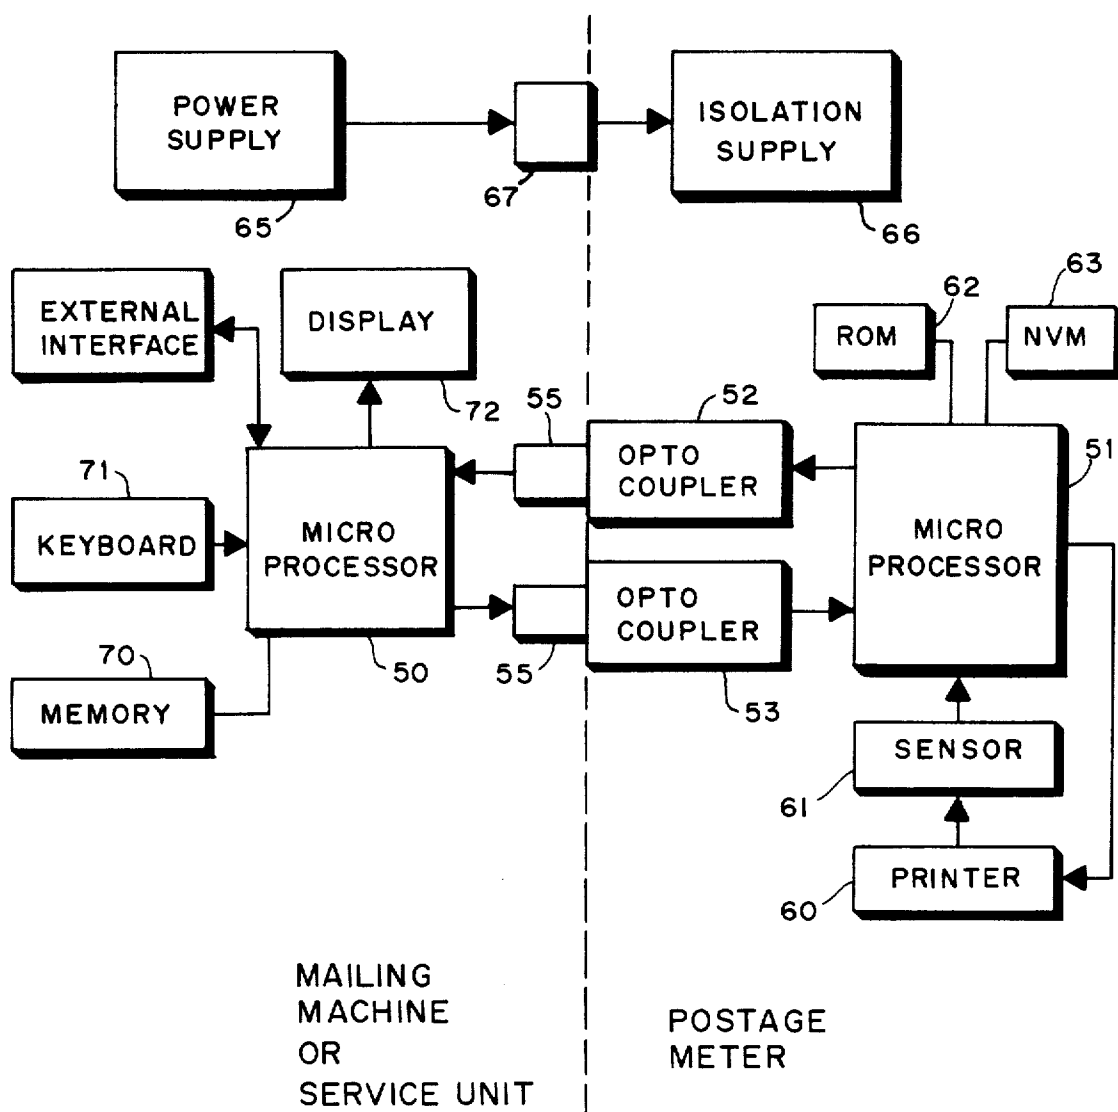 POWER
SUPPLY
65
67
ISOLATION
SUPPLY
66
EXTERNAL
INTERFACE
DISPLAY
72
62
ROM
63
NVM
55
52
OPTO
COUPLER
51
71
KEYBOARD
MICRO
PROCESSOR
50
MICRO
PROCESSOR
OPTO
COUPLER
55
53
70
MEMORY
SENSOR
61
PRINTER
60
MAILING
MACHINE
OR
SERVICE UNIT
POSTAGE
METER